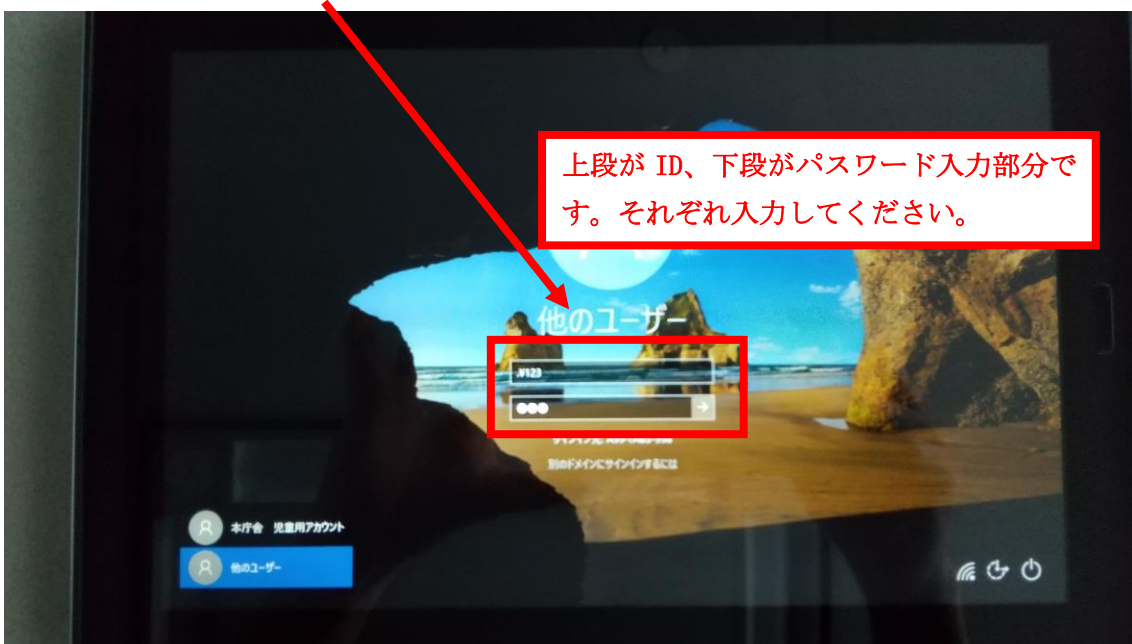 上段が ID、下段がパスワード入力部分で
す。それぞれ入力してください。
他のユーザー
.¥123
別のドメインにサインインするには
本庁舎 児童用アカウント
他のユーザー